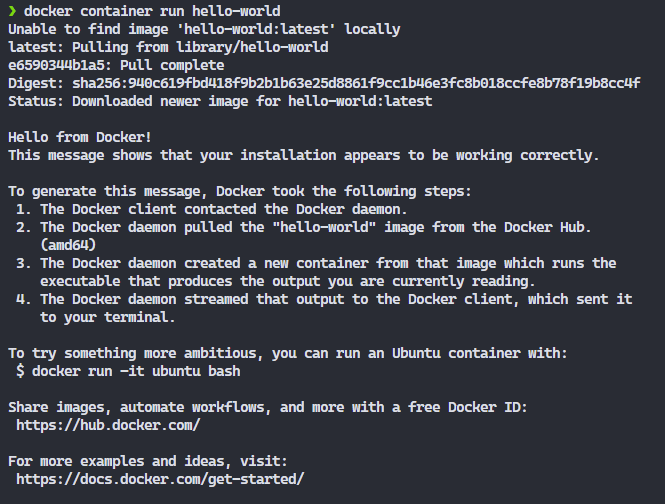 ❯ docker container run hello-world
Unable to find image 'hello-world:latest' locally
latest: Pulling from library/hello-world
e6590344b1a5: Pull complete
Digest: sha256:940c619fbd418f9b2b1b63e25d8861f9cc1b46e3fc8b018ccfe8b78f19b8cc4f
Status: Downloaded newer image for hello-world:latest

Hello from Docker!
This message shows that your installation appears to be working correctly.

To generate this message, Docker took the following steps:
 1. The Docker client contacted the Docker daemon.
 2. The Docker daemon pulled the "hello-world" image from the Docker Hub.
    (amd64)
 3. The Docker daemon created a new container from that image which runs the
    executable that produces the output you are currently reading.
 4. The Docker daemon streamed that output to the Docker client, which sent it
    to your terminal.

To try something more ambitious, you can run an Ubuntu container with:
 $ docker run -it ubuntu bash

Share images, automate workflows, and more with a free Docker ID:
 https://hub.docker.com/

For more examples and ideas, visit:
 https://docs.docker.com/get-started/